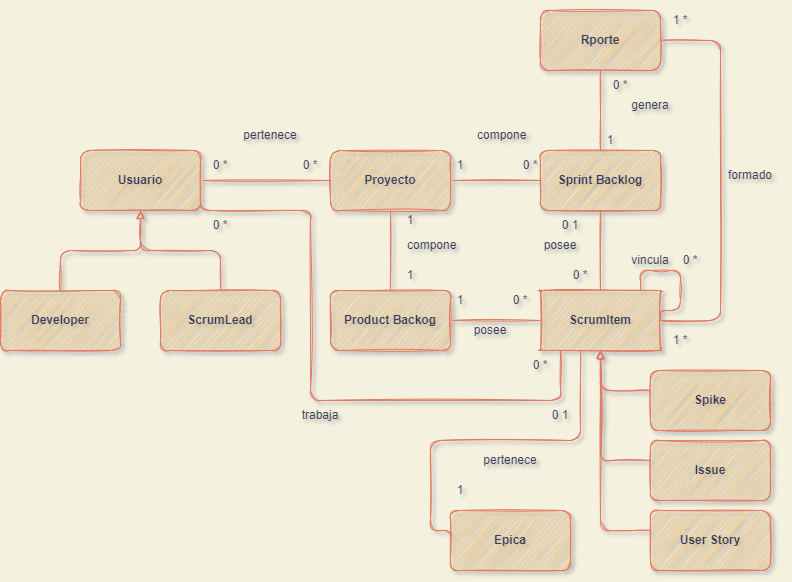 1 *
Rporte
0 *
genera
pertenece
compone
1
0 *
0 *
1
0 *
formado
Usuario
Proyecto
Sprint Backlog
0 *
1
0 1
compone
posee
vincula
0 *
1
0 *
1
0 *
Developer
ScrumLead
Product Backog
ScrumItem
posee
1 *
0 *
Spike
trabaja
0 1
pertenece
Issue
1
Epica
User Story